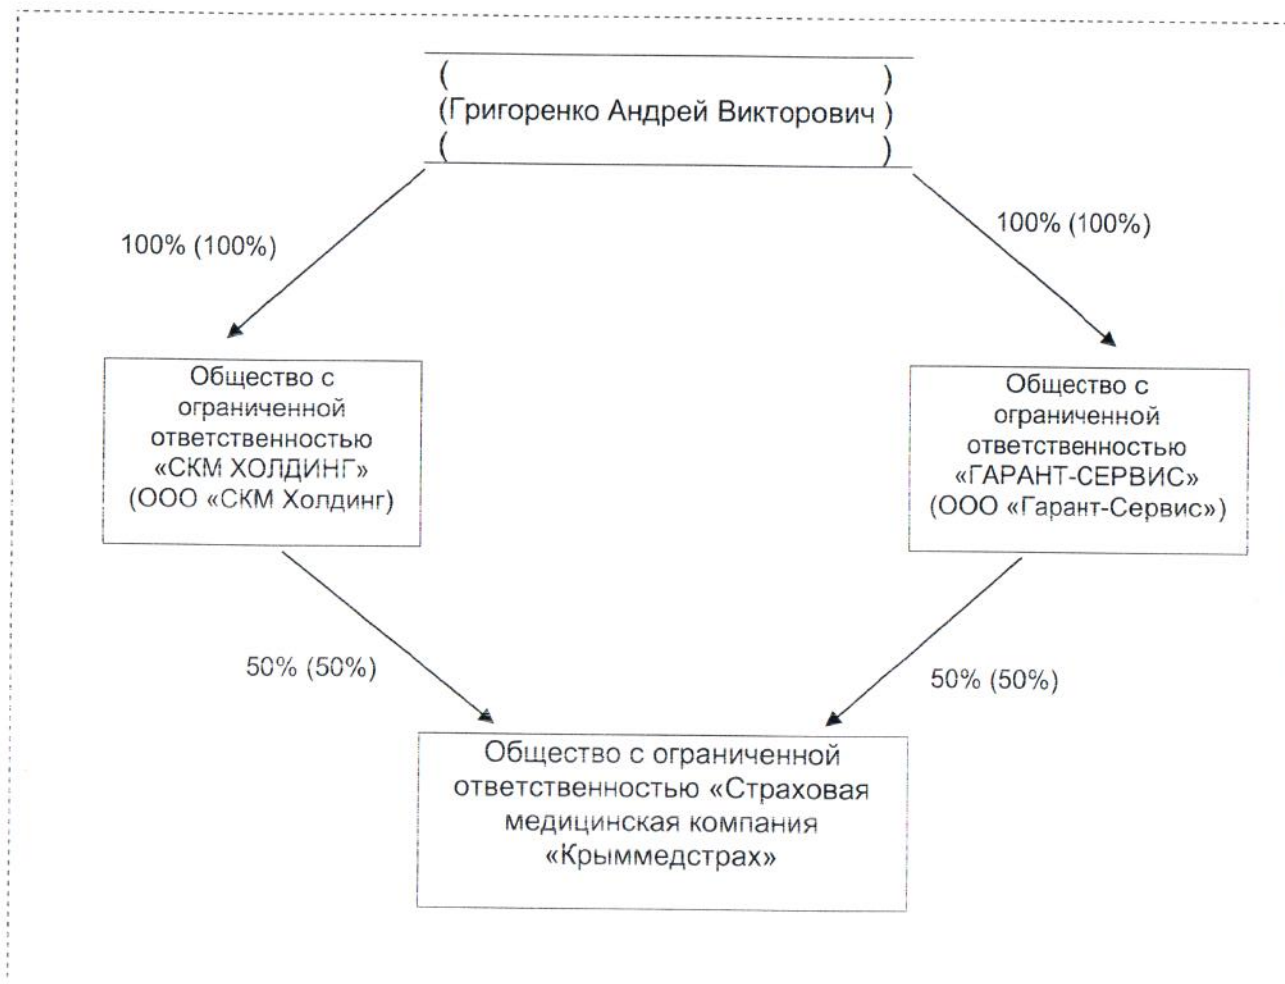 ( )
(Григоренко Андрей Викторович )
( )
100% (100%)
100% (100%)
Общество с
ограниченной
ответственностью
«СКМ ХОЛДИНГ»
(ООО «СКМ Холдинг)
Общество с
ограниченной
ответственностью
«ГАРАНТ-СЕРВИС»
(ООО «Гарант-Сервис»)
50% (50%)
50% (50%)
Общество с ограниченной
ответственностью «Страховая
медицинская компания
«Крыммедстрах»